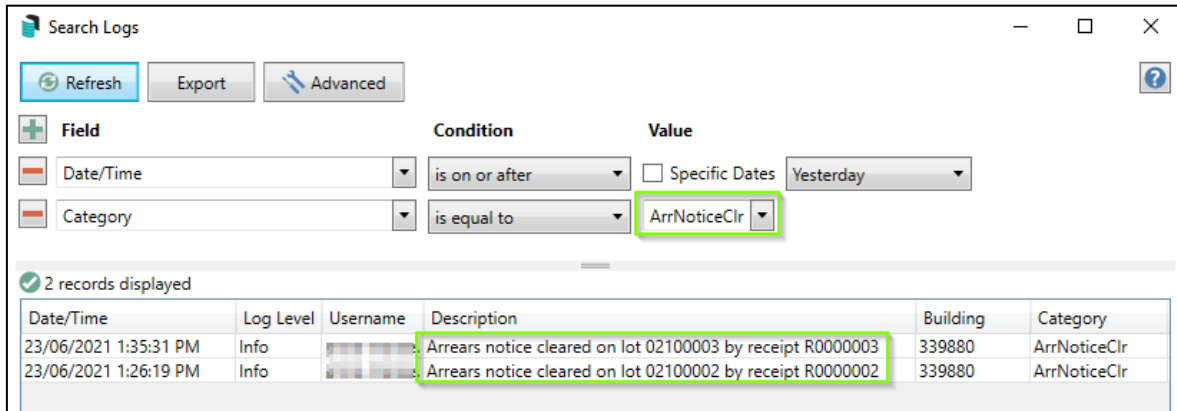 Search Logs
Refresh Export Advanced
Field Condition Value
Date/Time is on or after Specific Dates Yesterday
Category is equal to ArrNoticeClr
2 records displayed
Date/Time Log Level Username Description Building Category
23/06/2021 1:35:31 PM Info Arrears notice cleared on lot 02100003 by receipt R0000003 339880 ArrNoticeClr
23/06/2021 1:26:19 PM Info Arrears notice cleared on lot 02100002 by receipt R0000002 339880 ArrNoticeClr